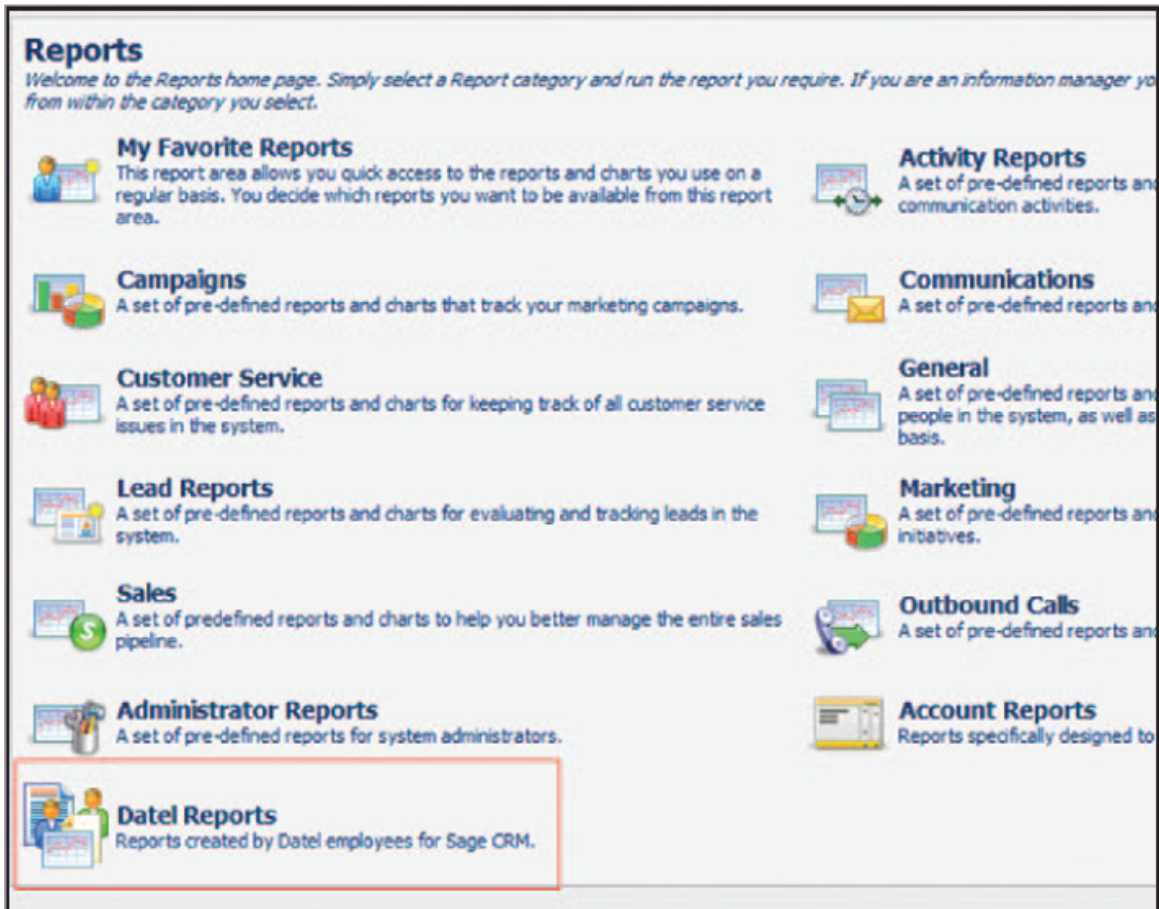 Reports
Welcome to the Reports home page. Simply select a Report category and run the report you require. If you are an information manager yo
from within the category you select.
My Favorite Reports
This report area allows you quick access to the reports and charts you use on a
regular basis. You decide which reports you want to be available from this report
area.
Activity Reports
A set of pre-defined reports and
communication activities.
Campaigns
A set of pre-defined reports and charts that track your marketing campaigns.
Communications
A set of pre-defined reports and
Customer Service
A set of pre-defined reports and charts for keeping track of all customer service
issues in the system.
General
A set of pre-defined reports and
people in the system, as well as
basis.
Lead Reports
A set of pre-defined reports and charts for evaluating and tracking leads in the
system.
Marketing
A set of pre-defined reports and
initiatives.
Sales
A set of predefined reports and charts to help you better manage the entire sales
pipeline.
Outbound Calls
A set of pre-defined reports and
Administrator Reports
A set of pre-defined reports for system administrators.
Account Reports
Reports specifically designed to
Datel Reports
Reports created by Datel employees for Sage CRM.